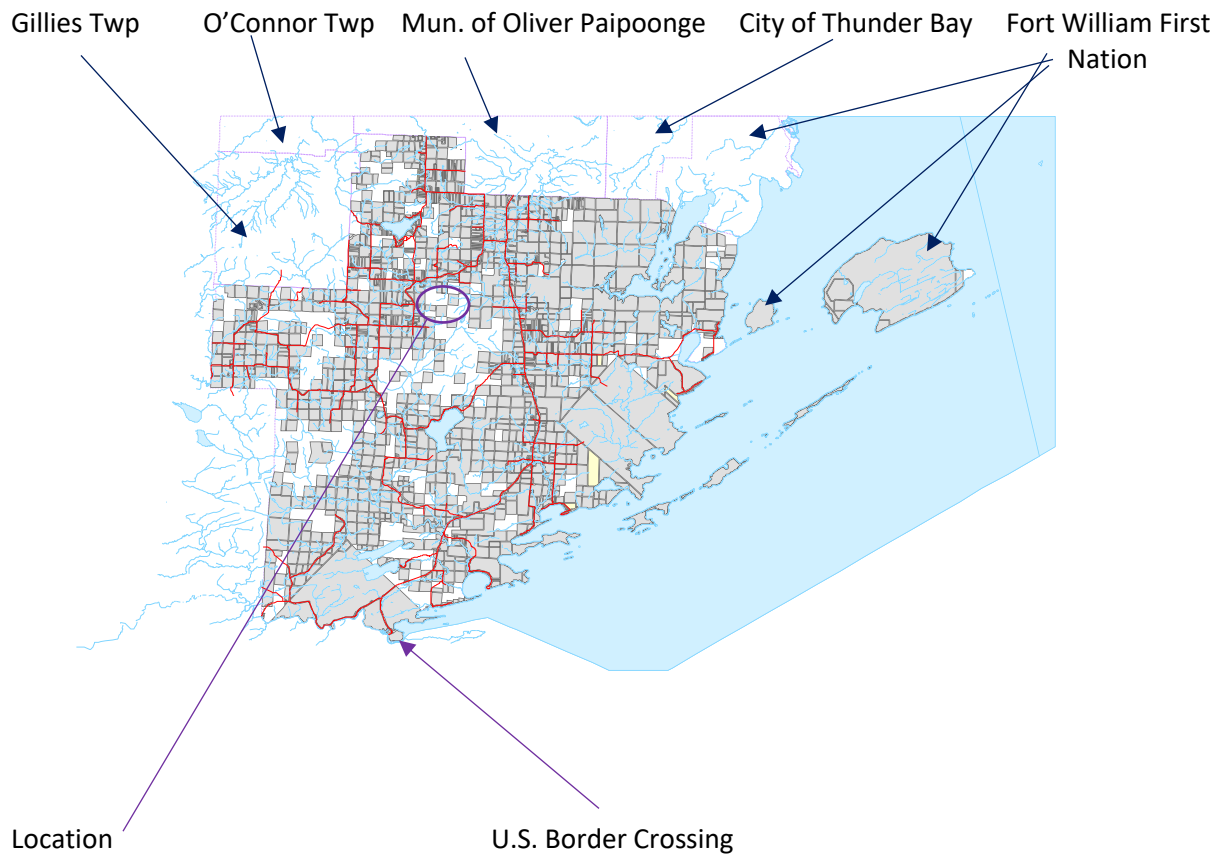 Gillies Twp
O’Connor Twp
Mun. of Oliver Paipoonge
City of Thunder Bay
Fort William First
Nation
Location
U.S. Border Crossing